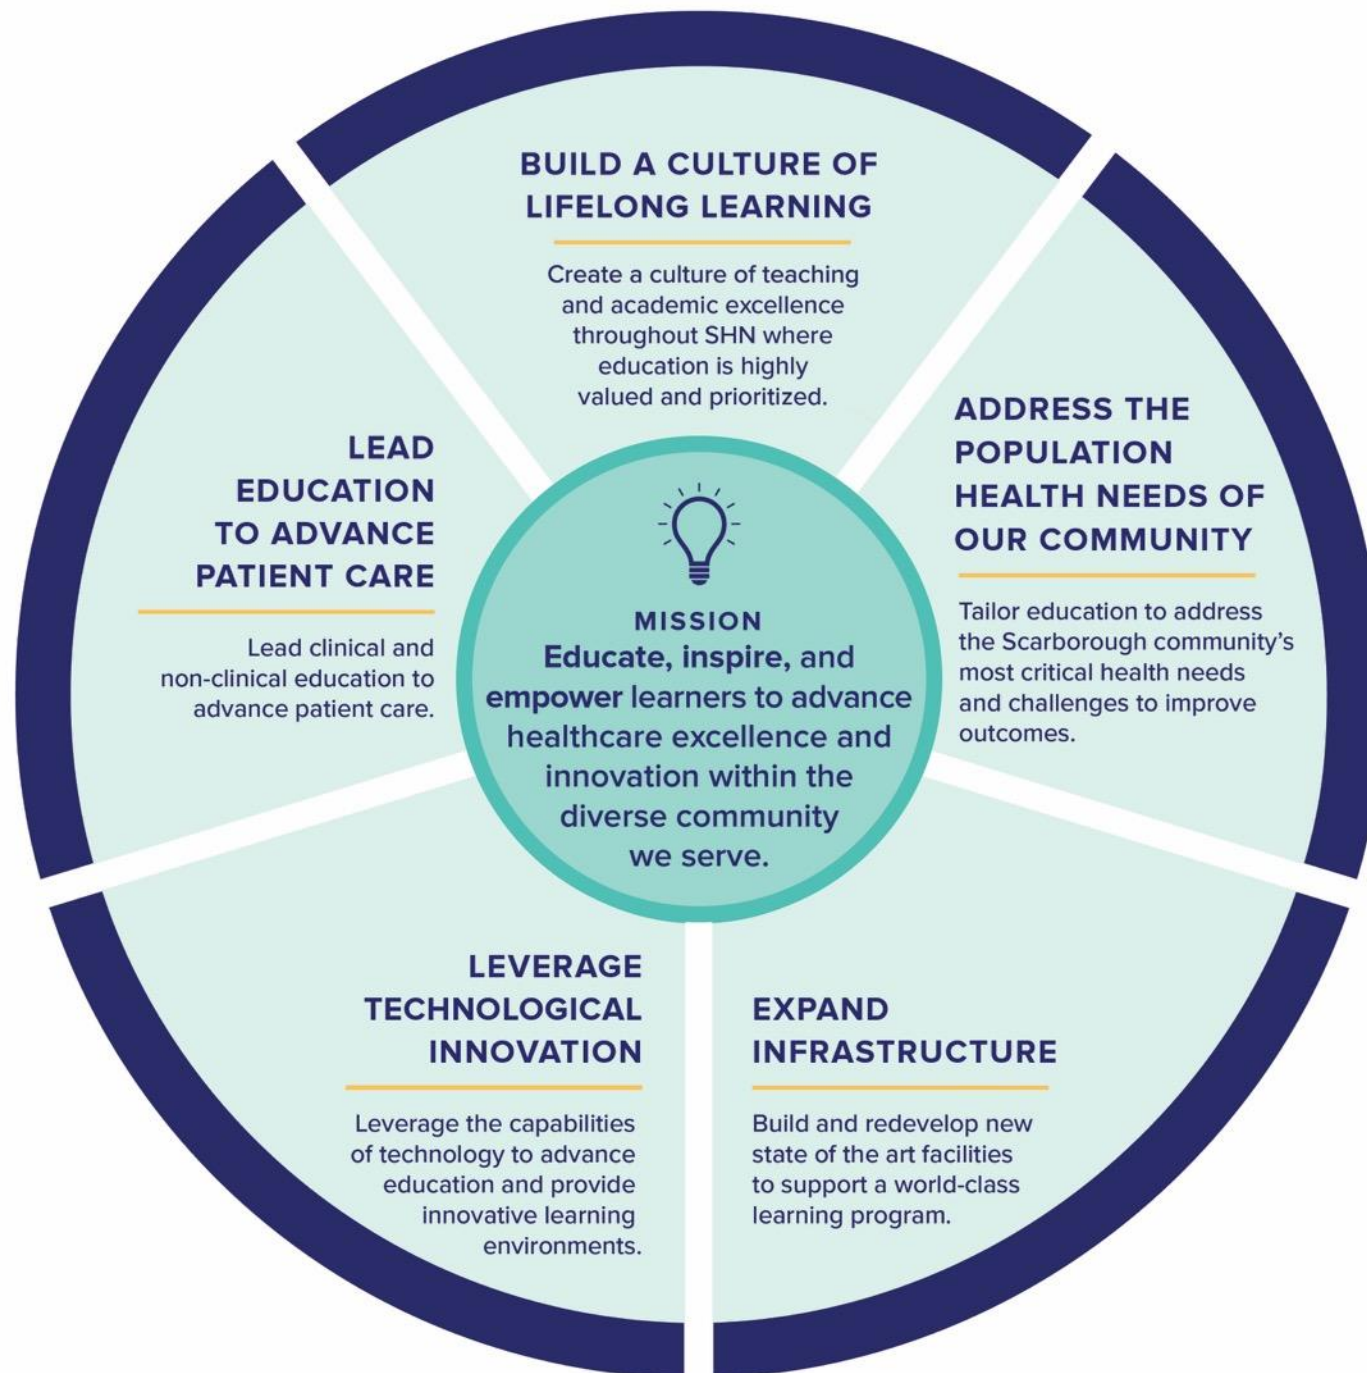 BUILD A CULTURE OF
LIFELONG LEARNING
Create a culture of teaching
and academic excellence
throughout SHN where
education is highly
valued and prioritized.
ADDRESS THE
POPULATION
HEALTH NEEDS OF
OUR COMMUNITY
Tailor education to address
the Scarborough community’s
most critical health needs
and challenges to improve
outcomes.
EXPAND
INFRASTRUCTURE
Build and redevelop new
state of the art facilities
to support a world-class
learning program.
LEVERAGE
TECHNOLOGICAL
INNOVATION
Leverage the capabilities
of technology to advance
education and provide
innovative learning
environments.
LEAD
EDUCATION
TO ADVANCE
PATIENT CARE
Lead clinical and
non-clinical education to
advance patient care.
MISSION
Educate, inspire, and
empower learners to advance
healthcare excellence and
innovation within the
diverse community
we serve.